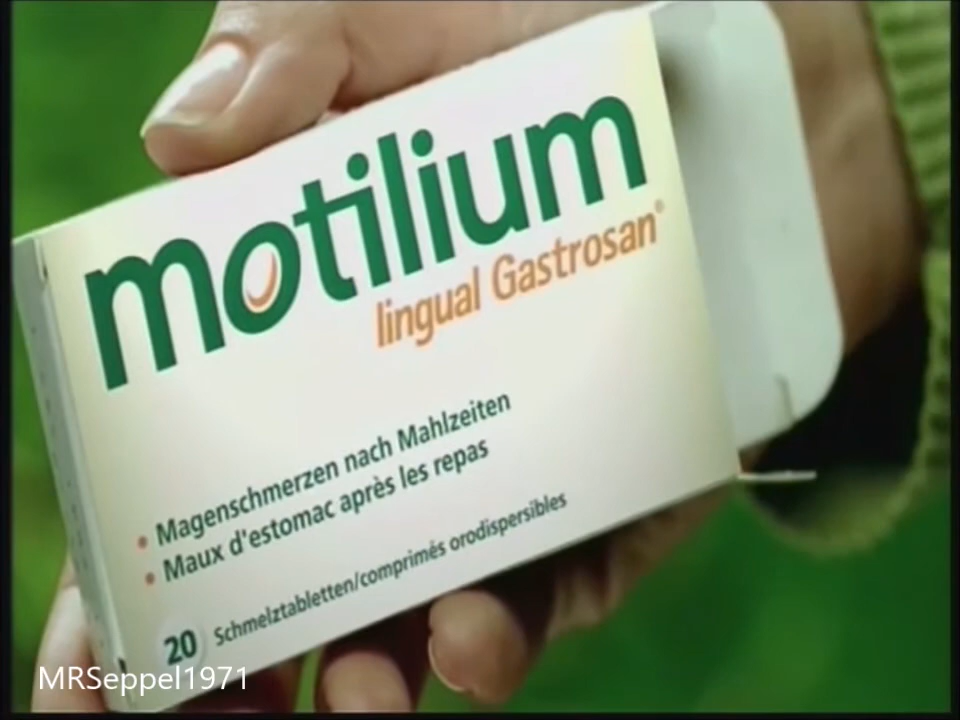 motilium
lingual Gastrosan®
• Magenschmerzen nach Mahlzeiten
• Maux d'estomac après les repas
20 Schmelztabletten/comprimés orodispersibles
MRSeppel1971